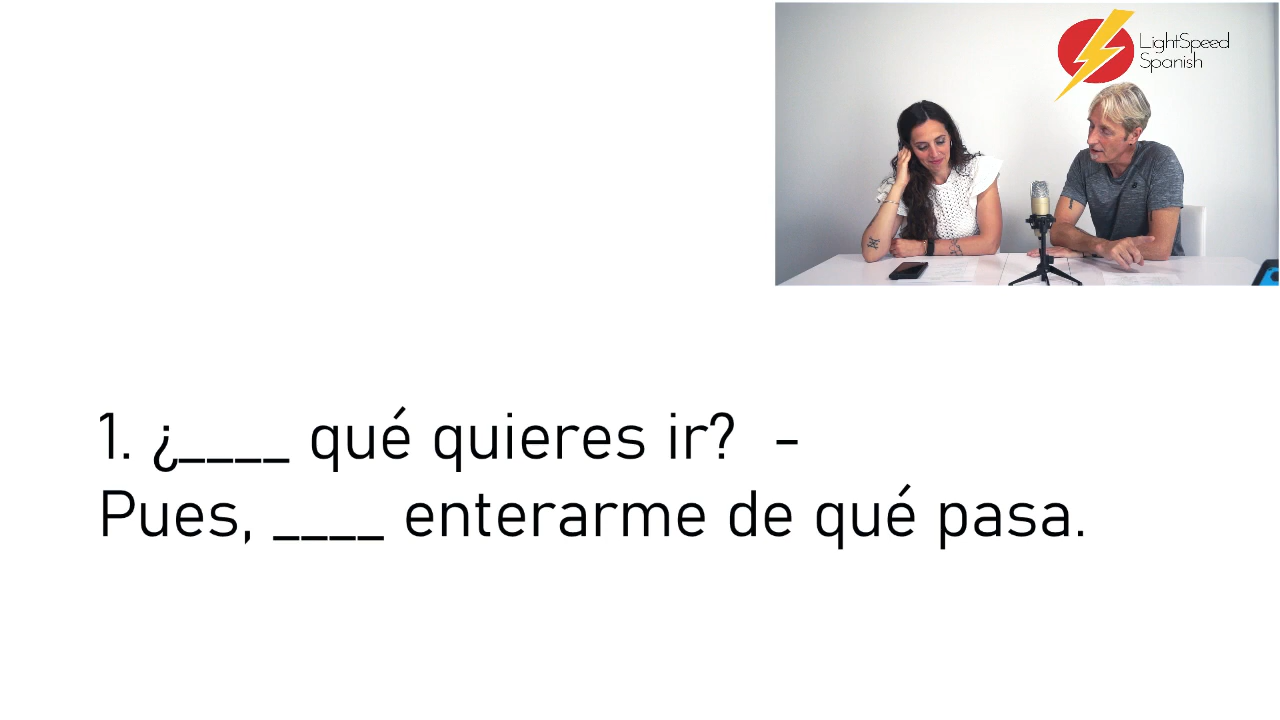 LightSpeed
Spanish
1. ¿____ qué quieres ir? -
Pues, ____ enterarme de qué pasa.